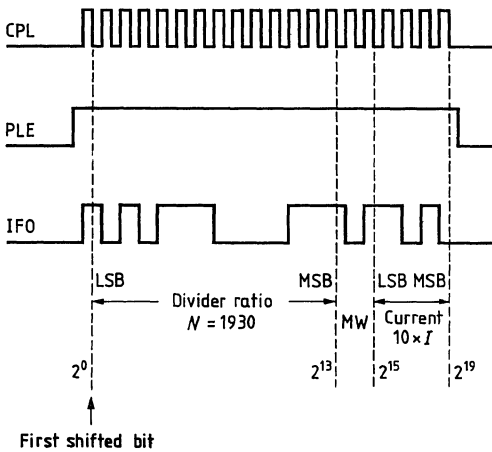 CPL
PLE
IFO
LSB MSB LSB MSB
Divider ratio
N = 1930
MW
Current
10 × I
2⁰ 2¹³ 2¹⁵ 2¹⁹
First shifted bit